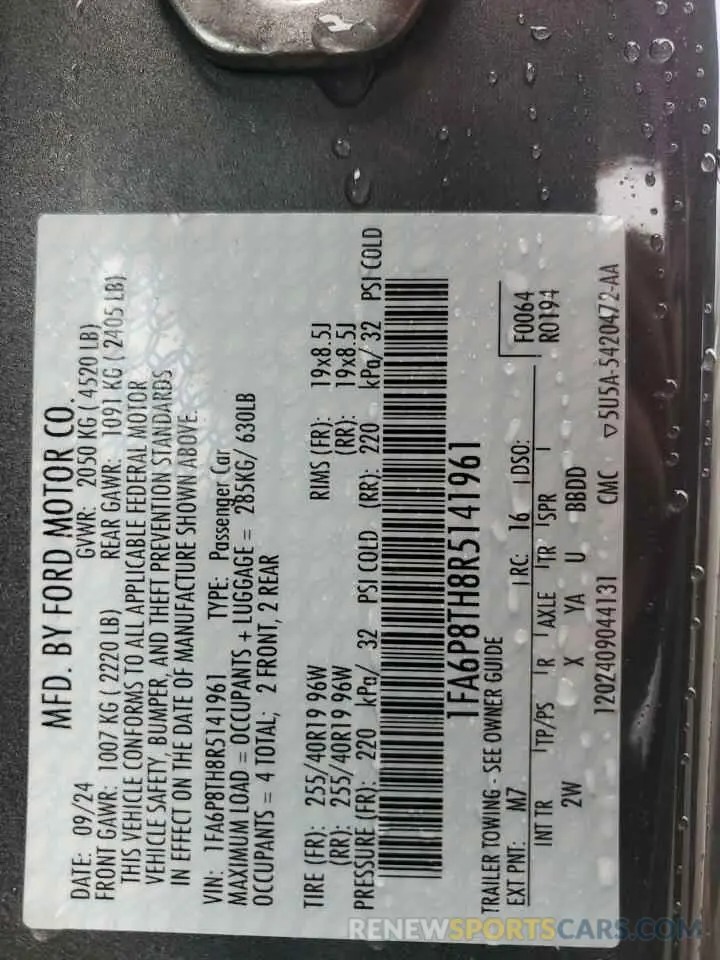 MFD. BY FORD MOTOR CO.
DATE: 09/24 GVWR: 2050 KG ( 4520 LB)
FRONT GAWR: 1007 KG ( 2220 LB) REAR GAWR: 1091 KG ( 2405 LB)
THIS VEHICLE CONFORMS TO ALL APPLICABLE FEDERAL MOTOR
VEHICLE SAFETY, BUMPER, AND THEFT PREVENTION STANDARDS
IN EFFECT ON THE DATE OF MANUFACTURE SHOWN ABOVE.
VIN: 1FA6P8TH8R5141961 TYPE: Passenger Car
MAXIMUM LOAD = OCCUPANTS + LUGGAGE = 285KG/ 630LB
OCCUPANTS = 4 TOTAL; 2 FRONT, 2 REAR
TIRE (FR): 255/40R19 96W RIMS (FR): 19x8.5J
(RR): 255/40R19 96W (RR): 19x8.5J
PRESSURE (FR): 220 kPa/ 32 PSI COLD (RR): 220 kPa/ 32 PSI COLD
1FA6P8TH8R5141961
TRAILER TOWING - SEE OWNER GUIDE
EXT PNT: M7 RC: 16 DSO: F0064
INT TR TP/PS R AXLE TR SPR R0194
2W X YA U BBDD
1202409044131 CMC ▽5U5A-5420472-AA
RENEWSPORTSCARS.COM